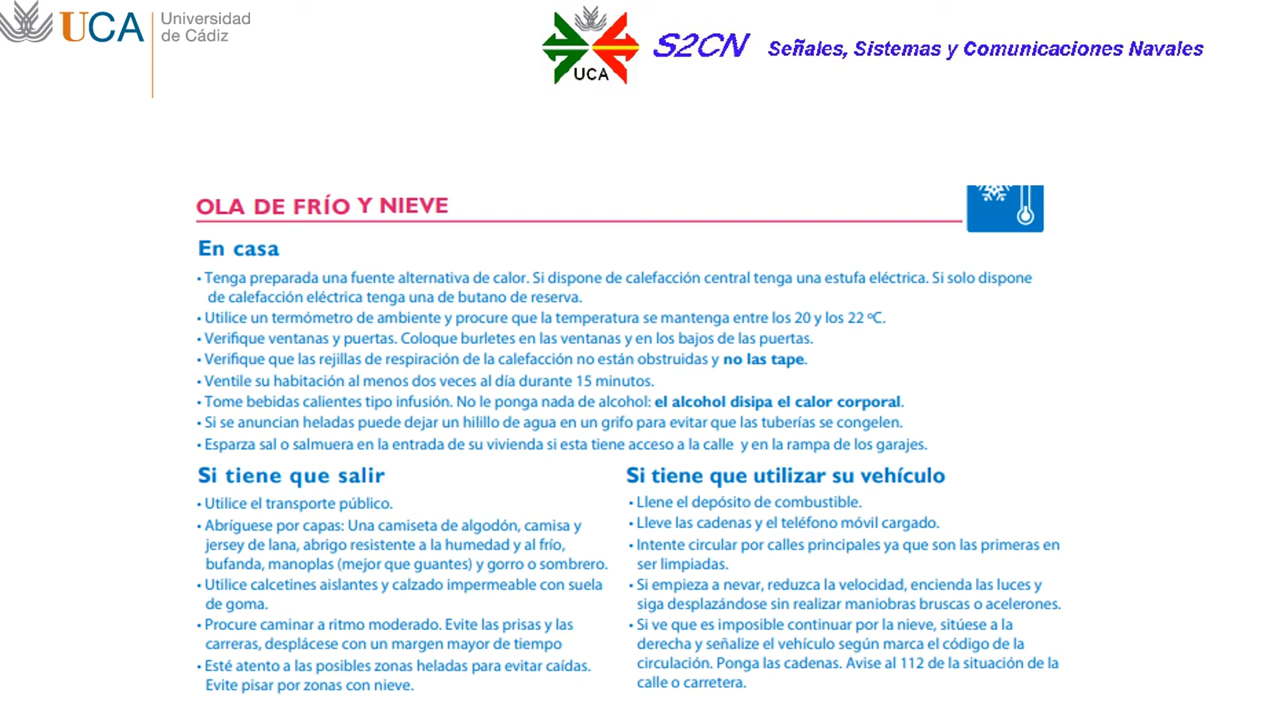 UCA
Universidad
de Cádiz
UCA
S2CN
Señales, Sistemas y Comunicaciones Navales
OLA DE FRÍO Y NIEVE
En casa
• Tenga preparada una fuente alternativa de calor. Si dispone de calefacción central tenga una estufa eléctrica. Si solo dispone
de calefacción eléctrica tenga una de butano de reserva.
• Utilice un termómetro de ambiente y procure que la temperatura se mantenga entre los 20 y los 22 ºC.
• Verifique ventanas y puertas. Coloque burletes en las ventanas y en los bajos de las puertas.
• Verifique que las rejillas de respiración de la calefacción no están obstruidas y no las tape.
• Ventile su habitación al menos dos veces al día durante 15 minutos.
• Tome bebidas calientes tipo infusión. No le ponga nada de alcohol: el alcohol disipa el calor corporal.
• Si se anuncian heladas puede dejar un hilillo de agua en un grifo para evitar que las tuberías se congelen.
• Esparza sal o salmuera en la entrada de su vivienda si esta tiene acceso a la calle y en la rampa de los garajes.
Si tiene que salir
• Utilice el transporte público.
• Abríguese por capas: Una camiseta de algodón, camisa y
jersey de lana, abrigo resistente a la humedad y al frío,
bufanda, manoplas (mejor que guantes) y gorro o sombrero.
• Utilice calcetines aislantes y calzado impermeable con suela
de goma.
• Procure caminar a ritmo moderado. Evite las prisas y las
carreras, desplácese con un margen mayor de tiempo
• Esté atento a las posibles zonas heladas para evitar caídas.
Evite pisar por zonas con nieve.
Si tiene que utilizar su vehículo
• Llene el depósito de combustible.
• Lleve las cadenas y el teléfono móvil cargado.
• Intente circular por calles principales ya que son las primeras en
ser limpiadas.
• Si empieza a nevar, reduzca la velocidad, encienda las luces y
siga desplazándose sin realizar maniobras bruscas o acelerones.
• Si ve que es imposible continuar por la nieve, sitúese a la
derecha y señalize el vehículo según marca el código de la
circulación. Ponga las cadenas. Avise al 112 de la situación de la
calle o carretera.